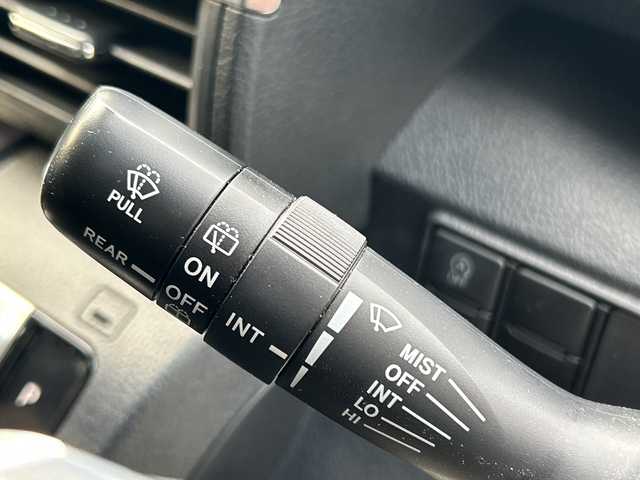 PULL
REAR
ON
OFF
INT
MIST
OFF
INT
LO
HI
P